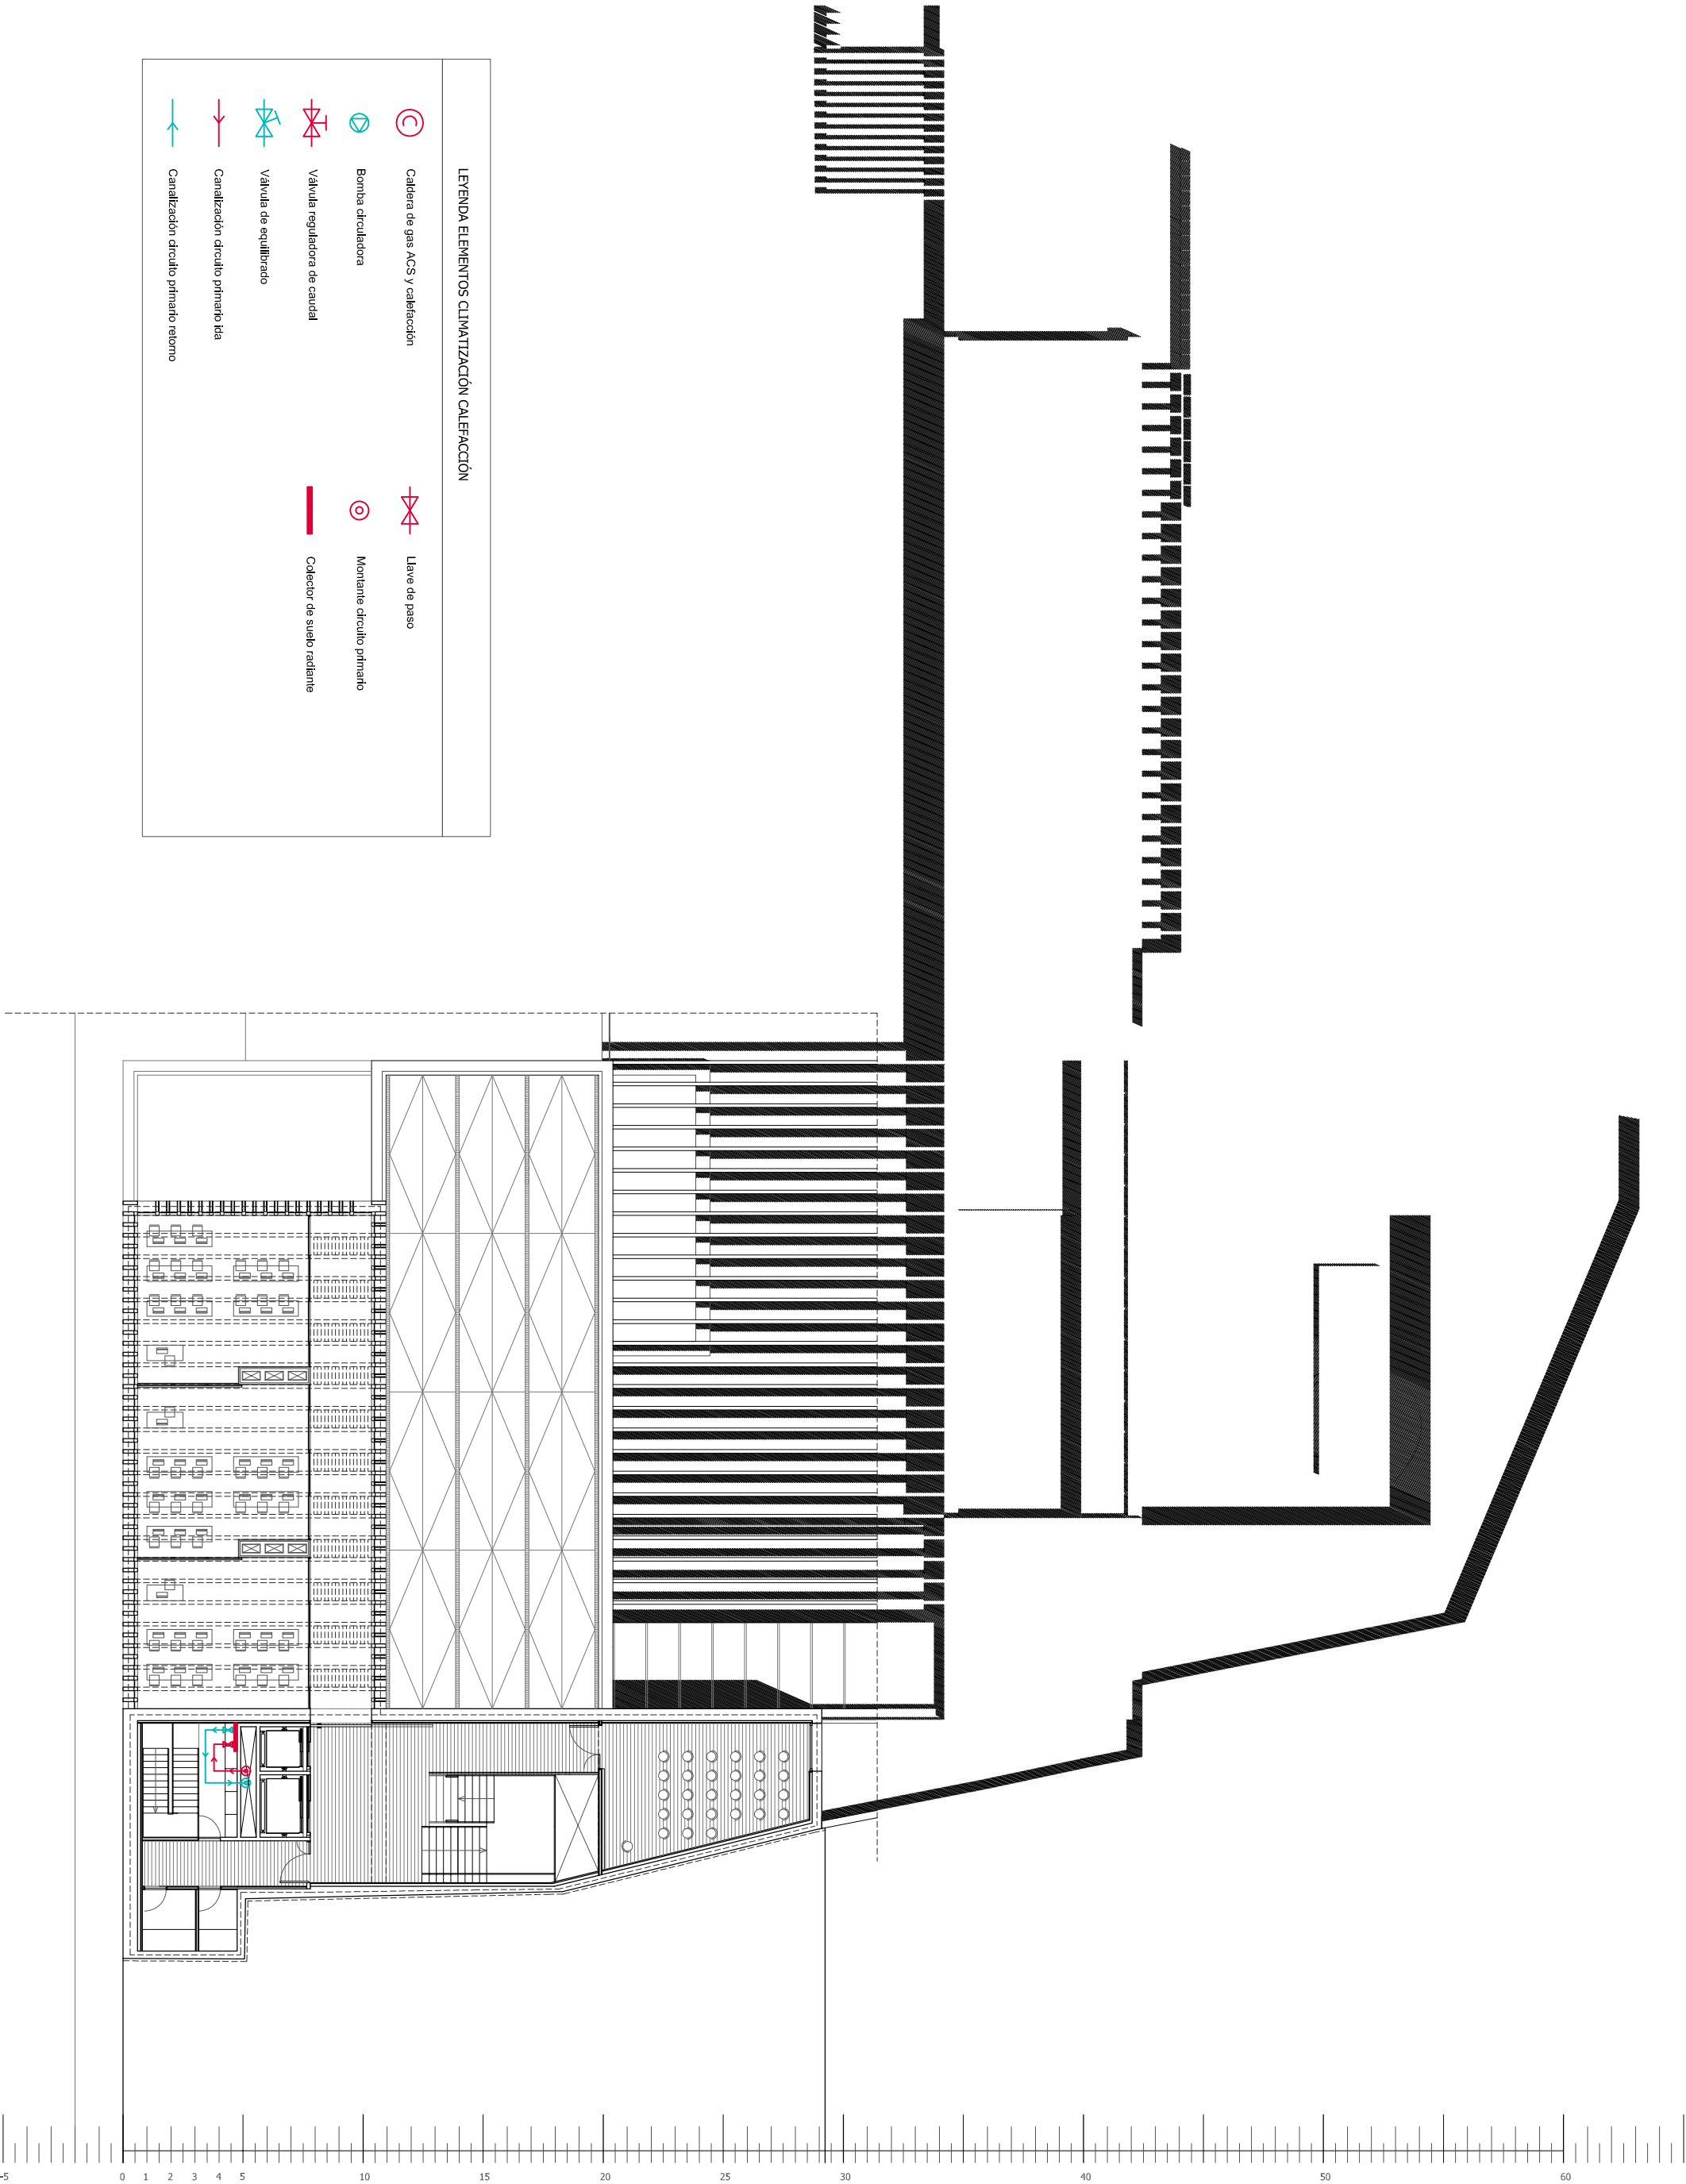 LEYENDA ELEMENTOS CLIMATIZACIÓN CALEFACCIÓN
Caldera de gas ACS y calefacción
Bomba circuladora
Válvula reguladora de caudal
Válvula de equilibrado
Canalización circuito primario ida
Canalización circuito primario retorno
Llave de paso
Montante circuito primario
Colector de suelo radiante
-5 0 1 2 3 4 5 10 15 20 25 30 40 50 60